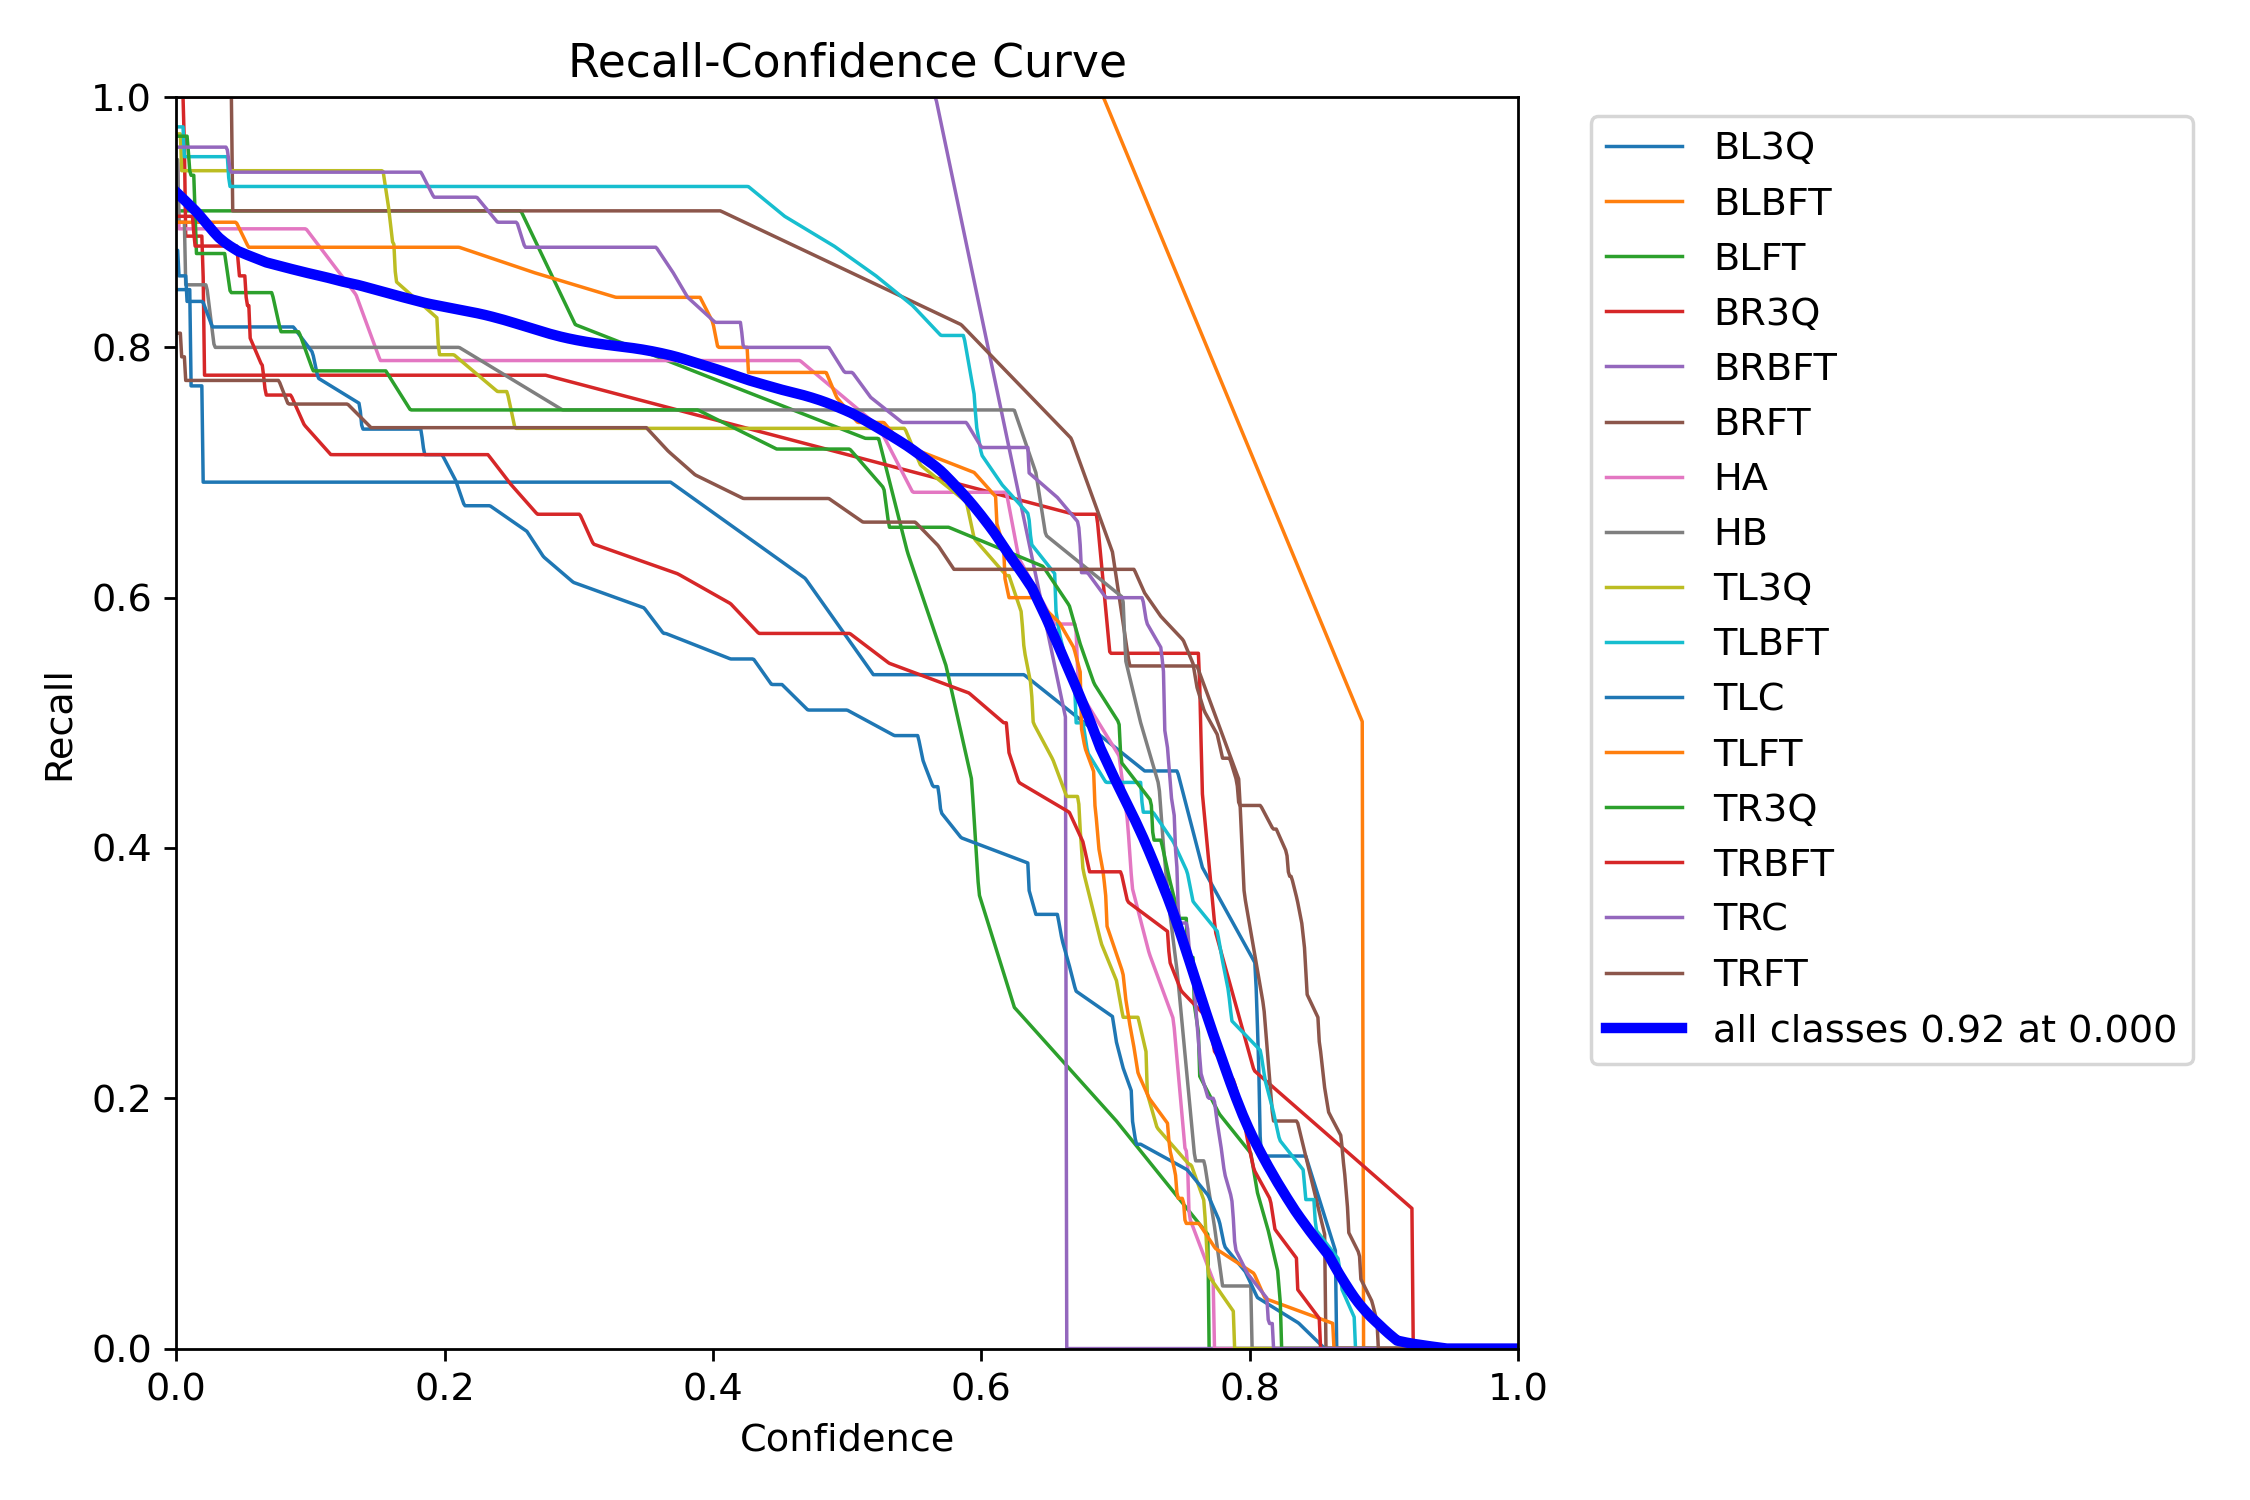 Recall-Confidence Curve
1.0
0.8
0.6
0.4
0.2
0.0
Recall
0.0 0.2 0.4 0.6 0.8 1.0
Confidence
BL3Q
BLBFT
BLFT
BR3Q
BRBFT
BRFT
HA
HB
TL3Q
TLBFT
TLC
TLFT
TR3Q
TRBFT
TRC
TRFT
all classes 0.92 at 0.000